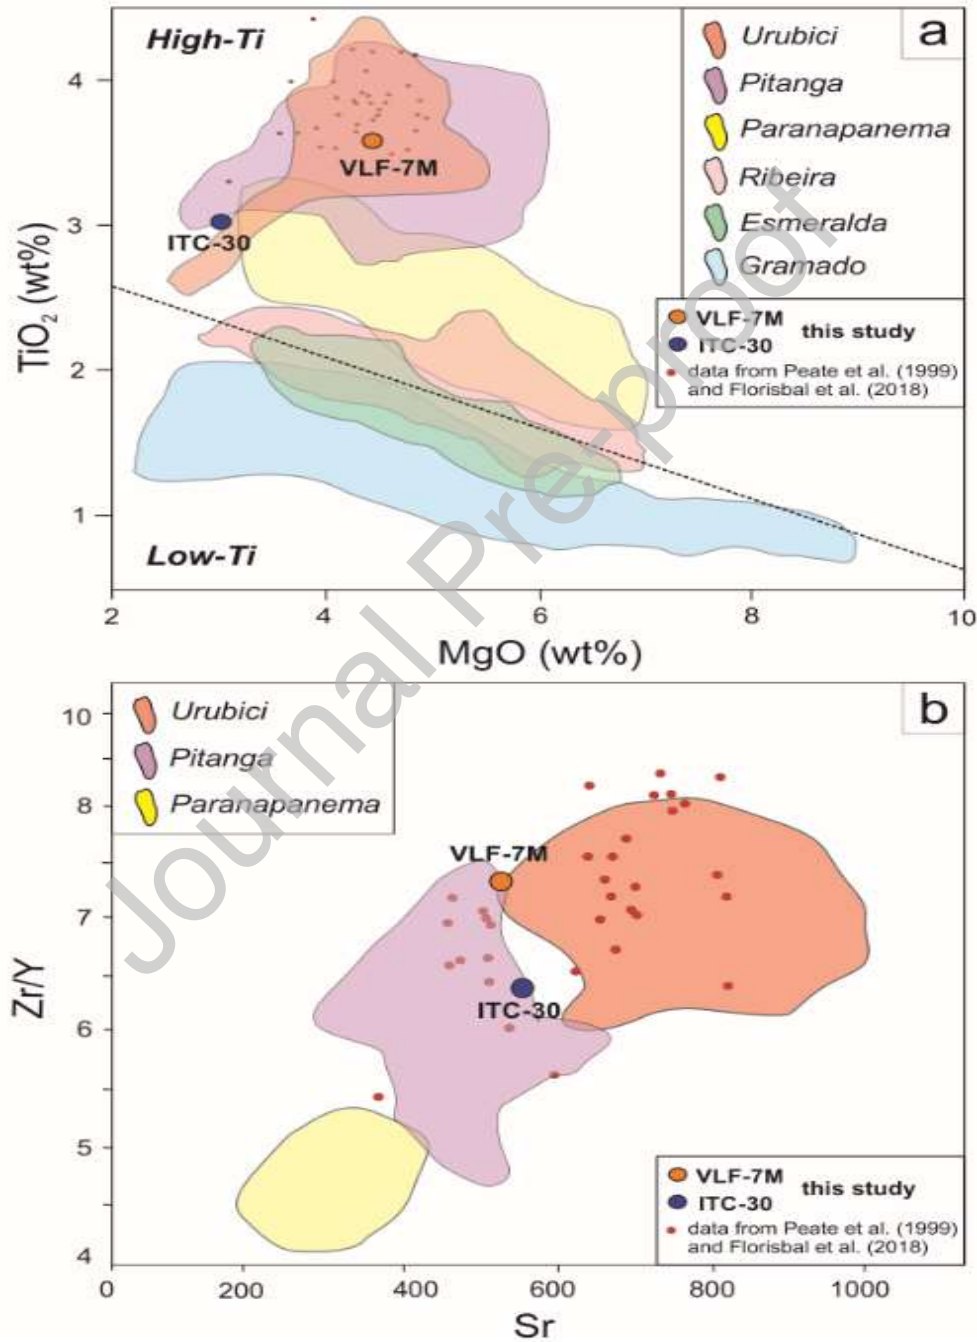 High-Ti
a
Urubici
Pitanga
Paranapanema
Ribeira
Esmeralda
Gramado
VLF-7M
ITC-30
this study
data from Peate et al. (1999)
and Florisbal et al. (2018)
VLF-7M
ITC-30
Low-Ti
4
3
2
1
TiO₂ (wt%)
2
4
6
8
10
MgO (wt%)
b
Urubici
Pitanga
Paranapanema
VLF-7M
ITC-30
VLF-7M
ITC-30
this study
data from Peate et al. (1999)
and Florisbal et al. (2018)
10
8
7
6
5
4
Zr/Y
0
200
400
600
800
1000
Sr
Journal Pre-proof